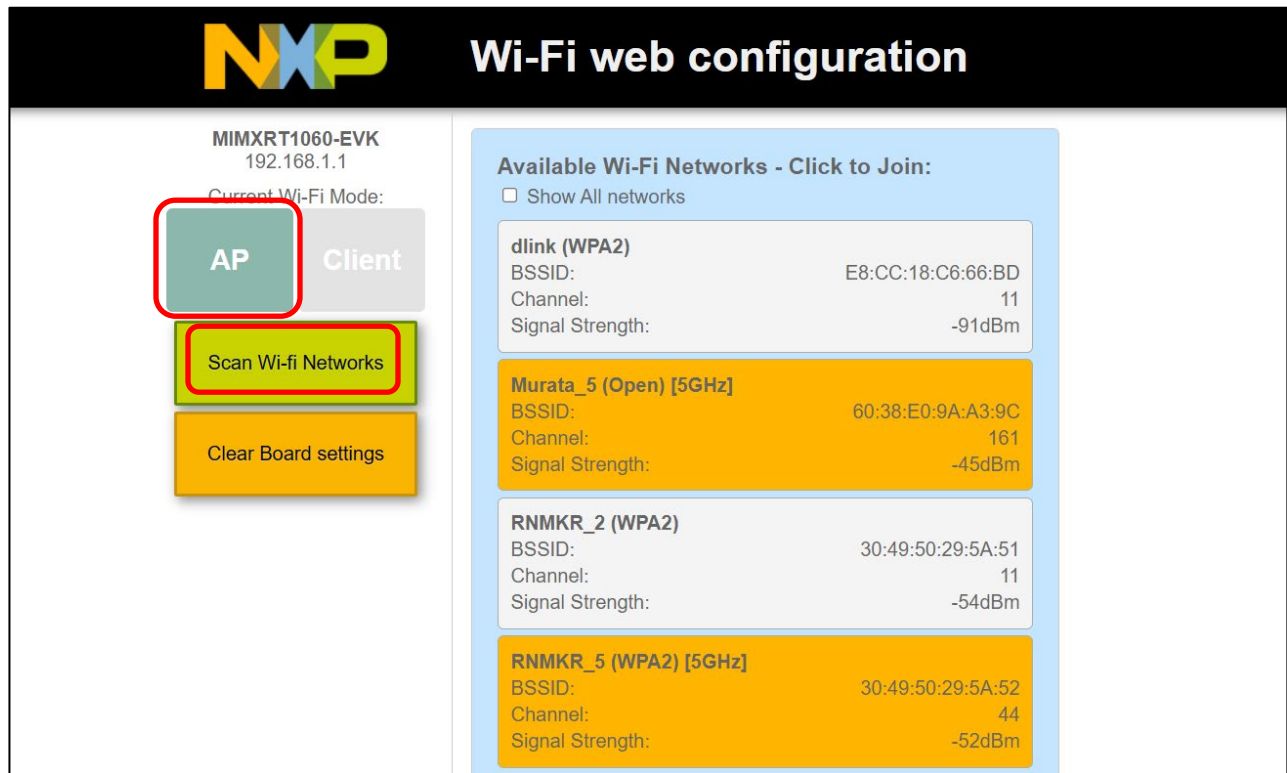 NXP
Wi-Fi web configuration
MIMXRT1060-EVK
192.168.1.1
Current Wi-Fi Mode:
AP
Client
Scan Wi-fi Networks
Clear Board settings
Available Wi-Fi Networks - Click to Join:
Show All networks
dlink (WPA2)
BSSID: E8:CC:18:C6:66:BD
Channel: 11
Signal Strength: -91dBm
Murata_5 (Open) [5GHz]
BSSID: 60:38:E0:9A:A3:9C
Channel: 161
Signal Strength: -45dBm
RNMKR_2 (WPA2)
BSSID: 30:49:50:29:5A:51
Channel: 11
Signal Strength: -54dBm
RNMKR_5 (WPA2) [5GHz]
BSSID: 30:49:50:29:5A:52
Channel: 44
Signal Strength: -52dBm